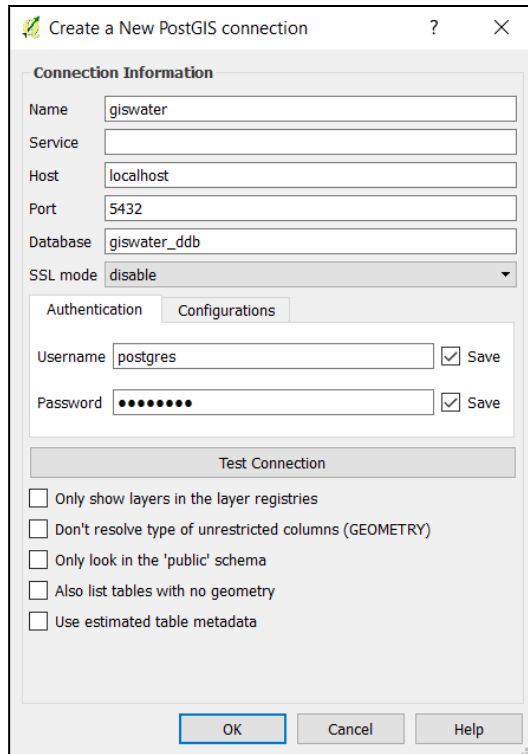 Create a New PostGIS connection ? ×
Connection Information
Name giswater
Service
Host localhost
Port 5432
Database giswater_ddb
SSL mode disable
Authentication Configurations
Username postgres Save
Password ●●●●●●●● Save
Test Connection
Only show layers in the layer registries
Don't resolve type of unrestricted columns (GEOMETRY)
Only look in the 'public' schema
Also list tables with no geometry
Use estimated table metadata
OK Cancel Help